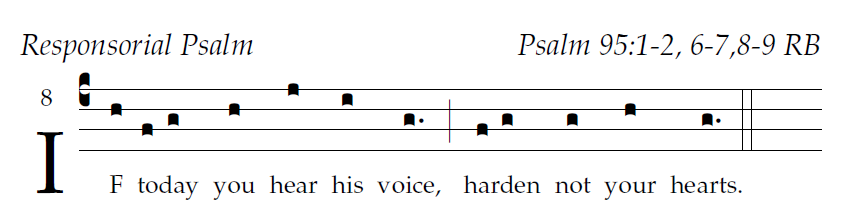 Responsorial Psalm Psalm 95:1-2, 6-7,8-9 RB
8
IF today you hear his voice, harden not your hearts.